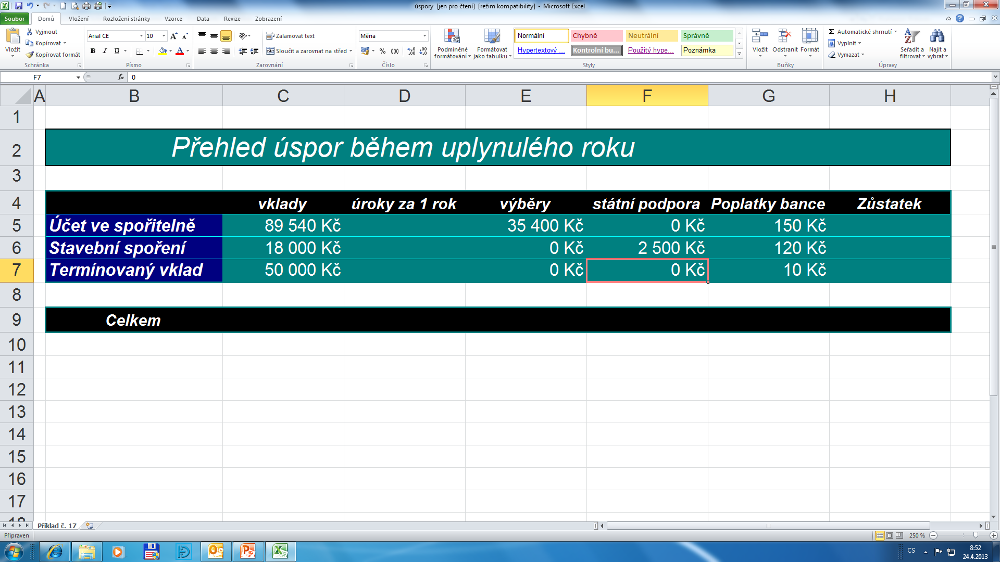 úspory [jen pro čtení] [režim kompatibility] - Microsoft Excel
Soubor Domů Vložení Rozložení stránky Vzorce Data Revize Zobrazení
Vložit
Vyjmout
Kopírovat
Kopírovat formát
Schránka
Arial CE 10
B I U
Písmo
Zalamovat text
Sloučit a zarovnat na střed
Zarovnání
Měna
% 000
Číslo
Podmíněné formátování
Formátovat jako tabulku
Normální Chybně Neutrální Správně
Hypertextový ... Kontrolní bu... Použitý hype... Poznámka
Styly
Vložit Odstranit Formát
Buňky
Σ Automatické shrnutí
Vyplnit
Vymazat
Seřadit a filtrovat
Najít a vybrat
Úpravy
F7 fx 0
A B C D E F G H
1
2 Přehled úspor během uplynulého roku
3
4 vklady úroky za 1 rok výběry státní podpora Poplatky bance Zůstatek
5 Účet ve spořitelně 89 540 Kč 35 400 Kč 0 Kč 150 Kč
6 Stavební spoření 18 000 Kč 0 Kč 2 500 Kč 120 Kč
7 Termínovaný vklad 50 000 Kč 0 Kč 0 Kč 10 Kč
8
9 Celkem
10
11
12
13
14
15
16
17
18
Příklad č. 17
Připraven 250 %
CS 8:52
24.4.2013